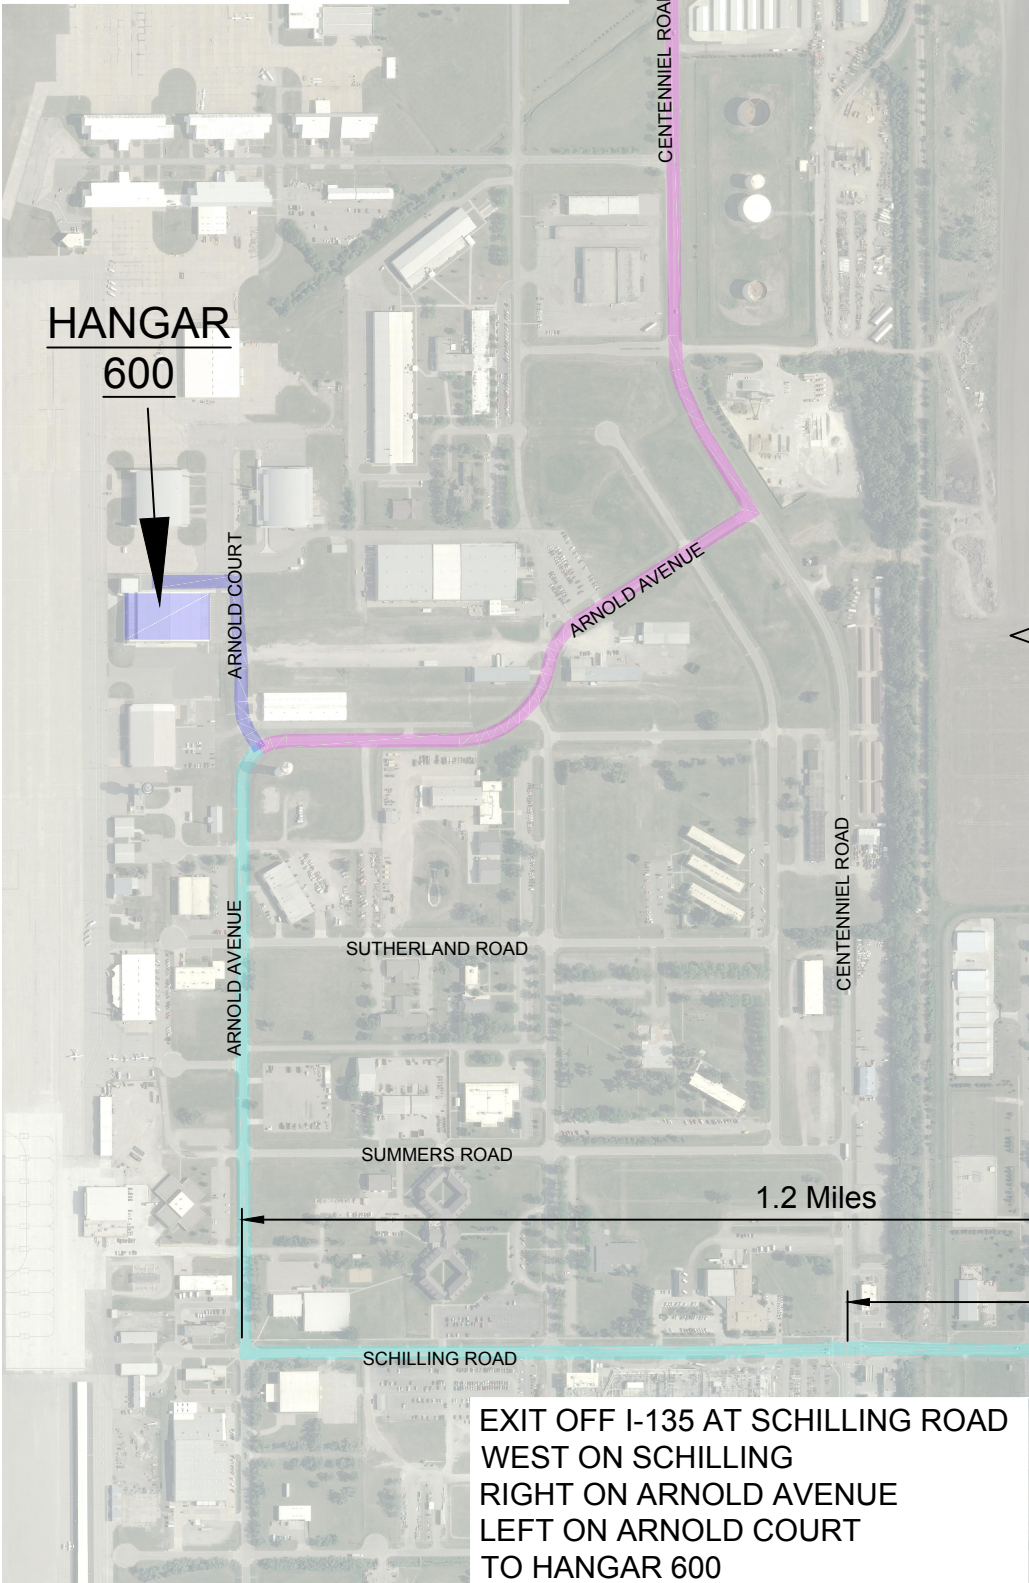 CENTENNIEL ROAD
HANGAR
600
ARNOLD COURT
ARNOLD AVENUE
CENTENNIEL ROAD
ARNOLD AVENUE
SUTHERLAND ROAD
SUMMERS ROAD
1.2 Miles
SCHILLING ROAD
EXIT OFF I-135 AT SCHILLING ROAD
WEST ON SCHILLING
RIGHT ON ARNOLD AVENUE
LEFT ON ARNOLD COURT
TO HANGAR 600